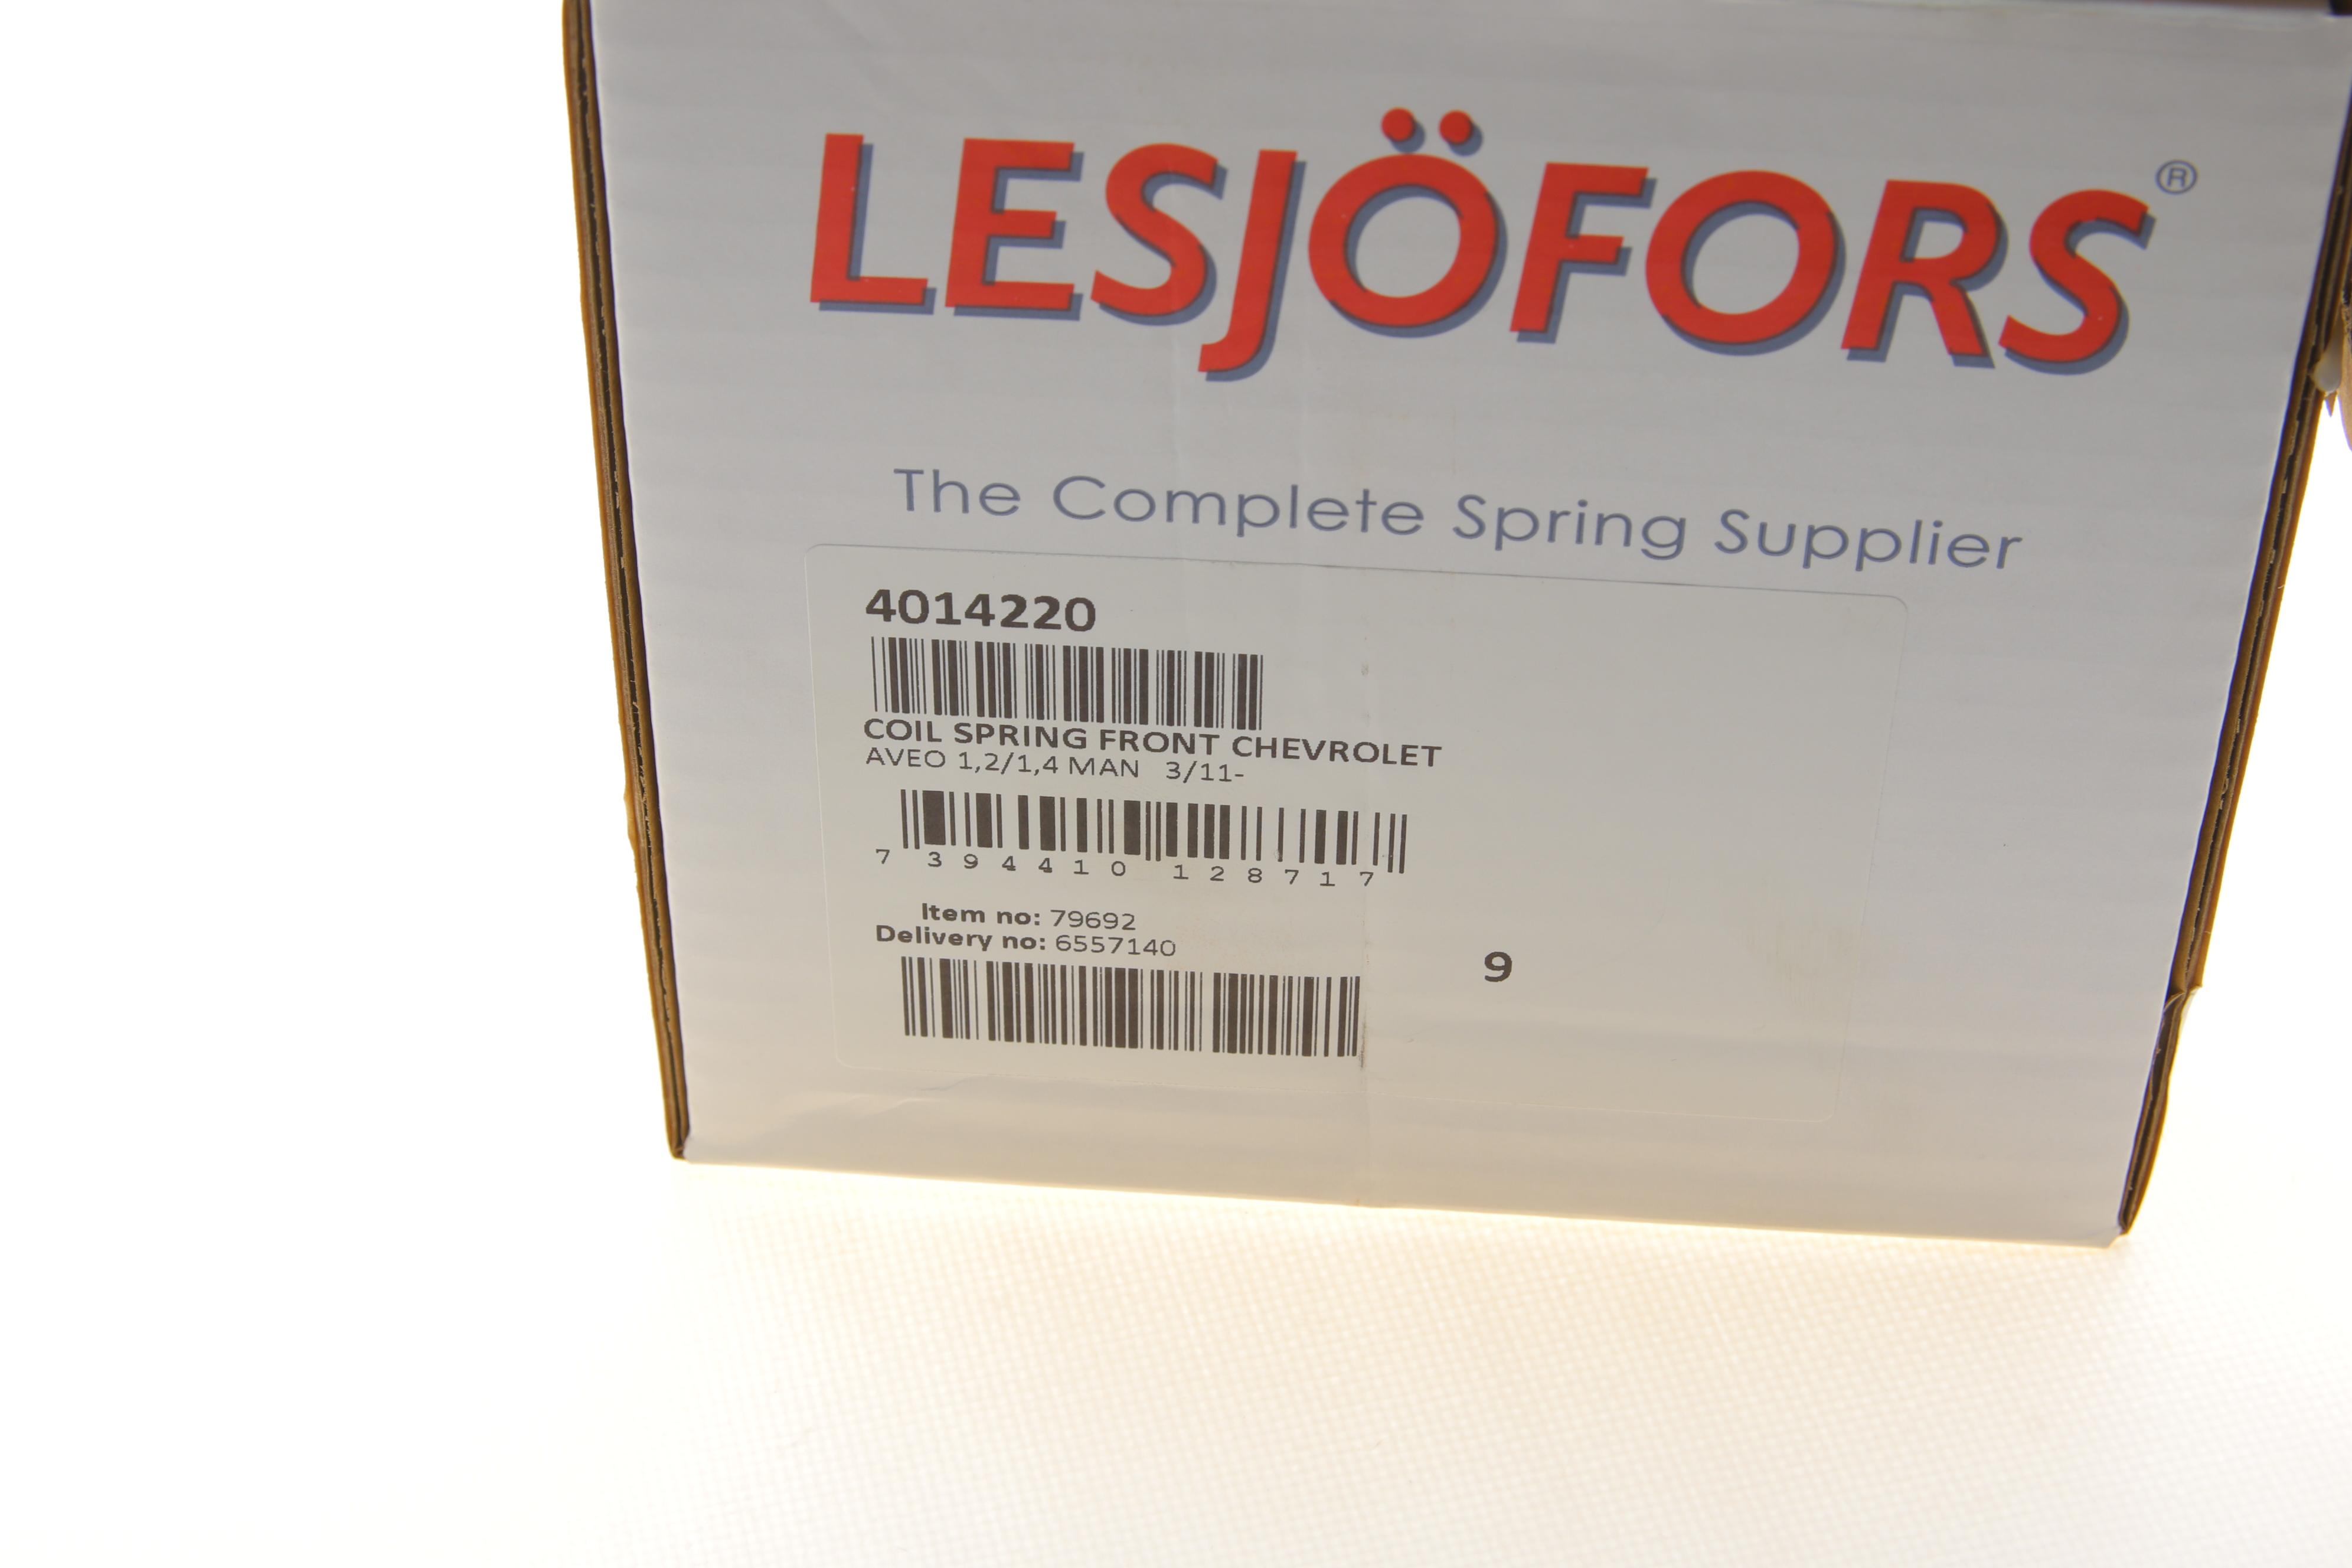 LESJÖFORS®
The Complete Spring Supplier
4014220
COIL SPRING FRONT CHEVROLET
AVEO 1,2/1,4 MAN 3/11-
7 394410 128717
Item no: 79692
Delivery no: 6557140
9